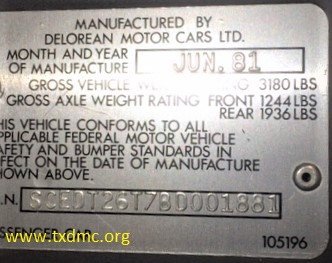 MANUFACTURED BY
DELOREAN MOTOR CARS LTD.
MONTH AND YEAR
OF MANUFACTURE JUN. 81
GROSS VEHICLE 3180 LBS
GROSS AXLE WEIGHT RATING FRONT 1244 LBS
REAR 1936 LBS
THIS VEHICLE CONFORMS TO ALL
APPLICABLE FEDERAL MOTOR VEHICLE
SAFETY AND BUMPER STANDARDS IN
EFFECT ON THE DATE OF MANUFACTURE
SHOWN ABOVE.
SCEDT26T7BD001881
www.txdmc.org
105196